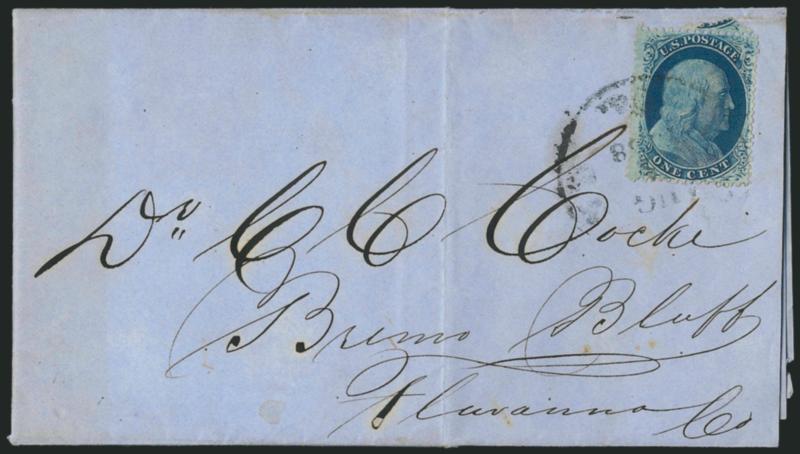 U.S. POSTAGE
ONE CENT
Dr C C Cocke
Bremo Bluff
Fluvanna Co